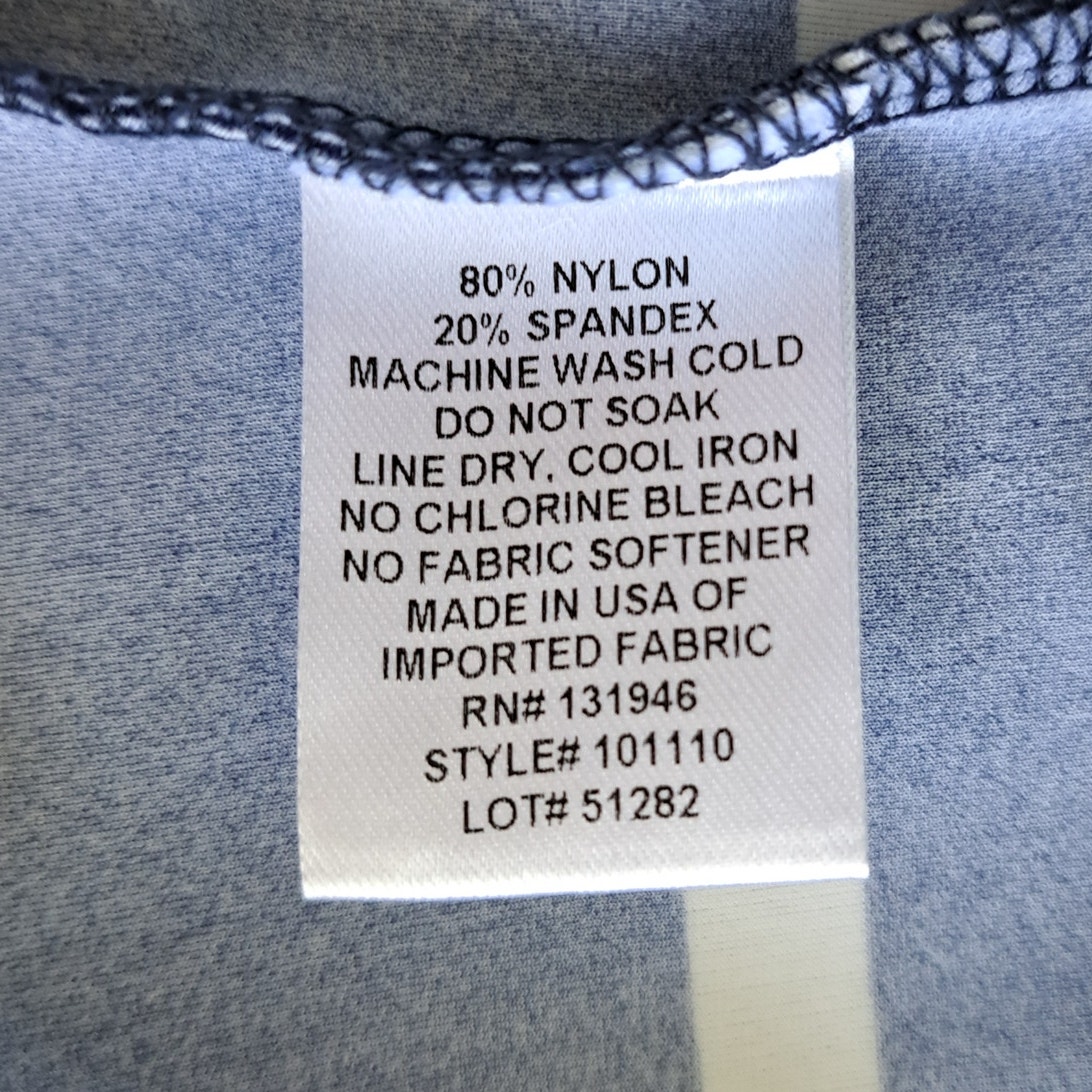 80% NYLON
20% SPANDEX
MACHINE WASH COLD
DO NOT SOAK
LINE DRY, COOL IRON
NO CHLORINE BLEACH
NO FABRIC SOFTENER
MADE IN USA OF
IMPORTED FABRIC
RN# 131946
STYLE# 101110
LOT# 51282